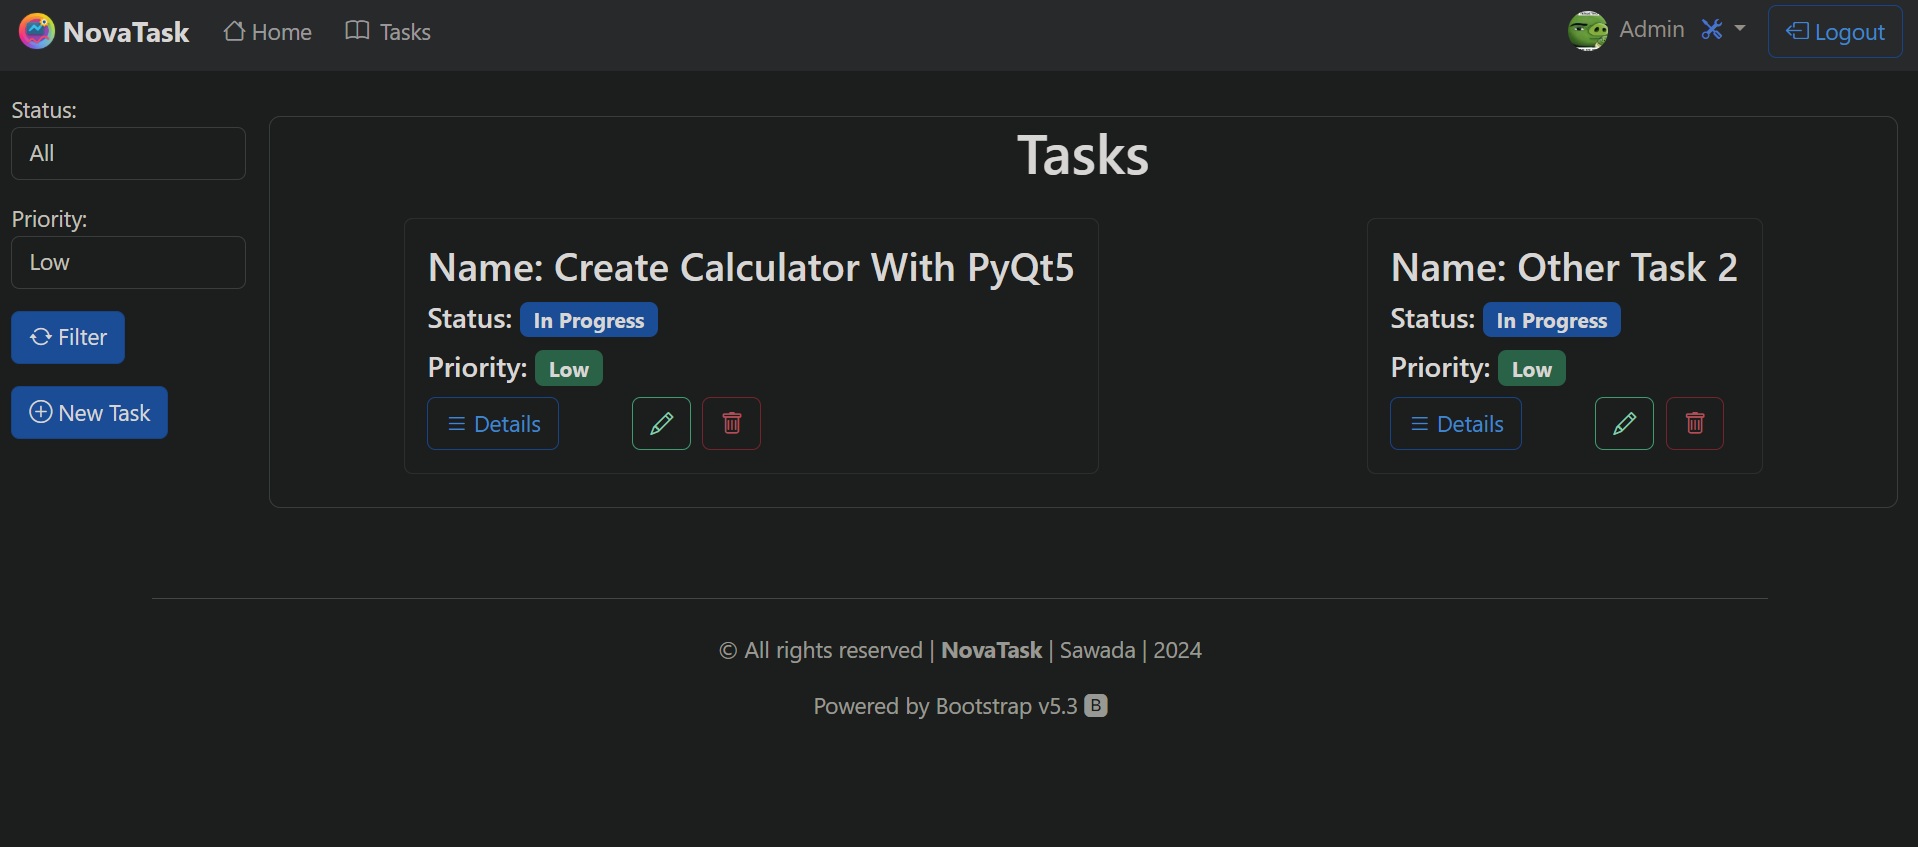 NovaTask Home Tasks Admin Logout
Status:
All
Priority:
Low
Filter
New Task
Tasks
Name: Create Calculator With PyQt5
Status: In Progress
Priority: Low
Details
Name: Other Task 2
Status: In Progress
Priority: Low
Details
© All rights reserved | NovaTask | Sawada | 2024
Powered by Bootstrap v5.3 B